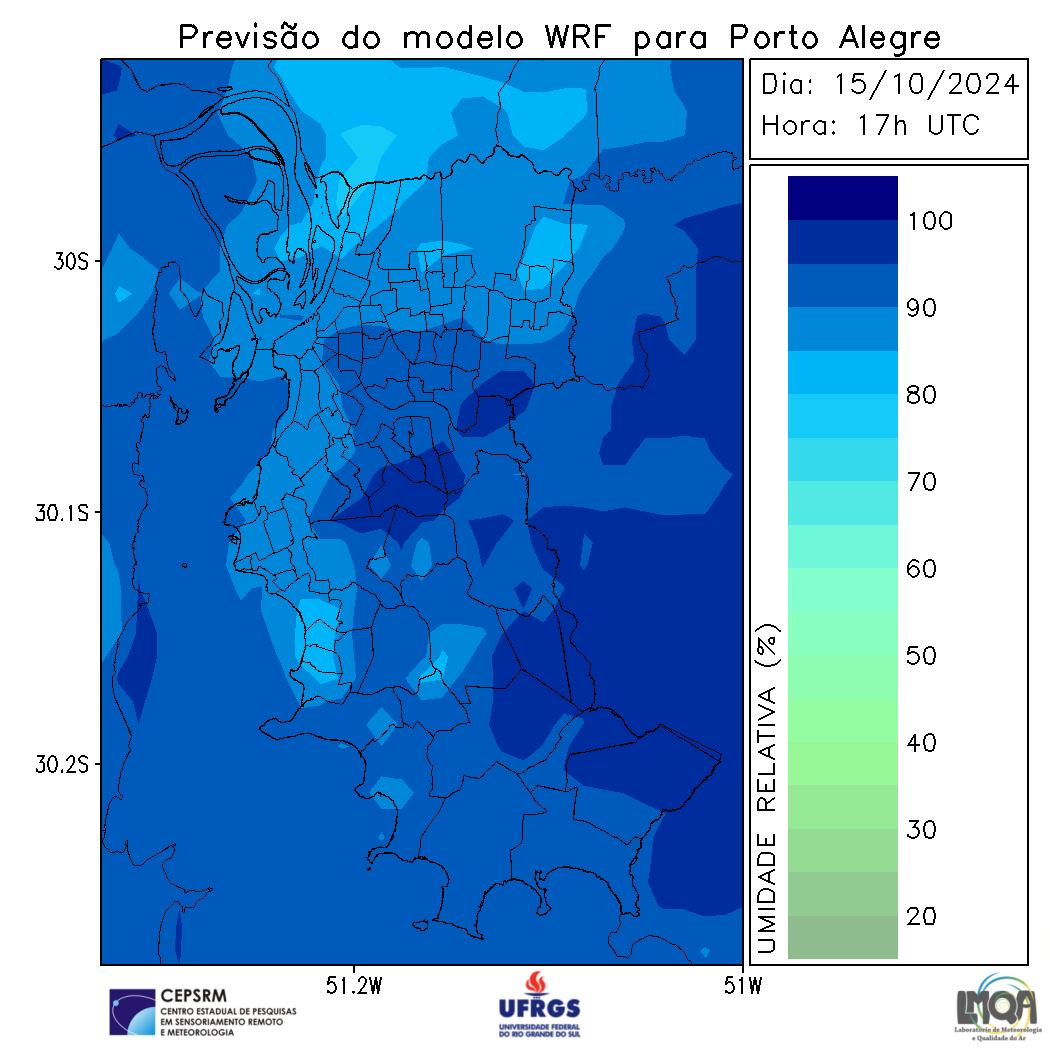 Previsão do modelo WRF para Porto Alegre
Dia: 15/10/2024
Hora: 17h UTC
30S
30.1S
30.2S
51.2W
51W
100
90
80
70
60
50
40
30
20
UMIDADE RELATIVA (%)
CEPSRM
CENTRO ESTADUAL DE PESQUISAS
EM SENSORIAMENTO REMOTO
E METEOROLOGIA
UFRGS
UNIVERSIDADE FEDERAL
DO RIO GRANDE DO SUL
LMQA
Laboratório de Meteorologia
e Qualidade do Ar